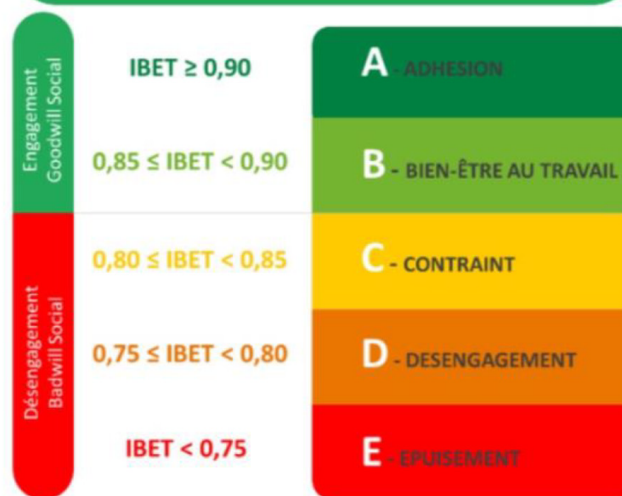 Engagement
Goodwill Social
IBET ≥ 0,90
A - ADHESION
0,85 ≤ IBET < 0,90
B - BIEN-ÊTRE AU TRAVAIL
Désengagement
Badwill Social
0,80 ≤ IBET < 0,85
C - CONTRAINT
0,75 ≤ IBET < 0,80
D - DESENGAGEMENT
IBET < 0,75
E - EPUISEMENT